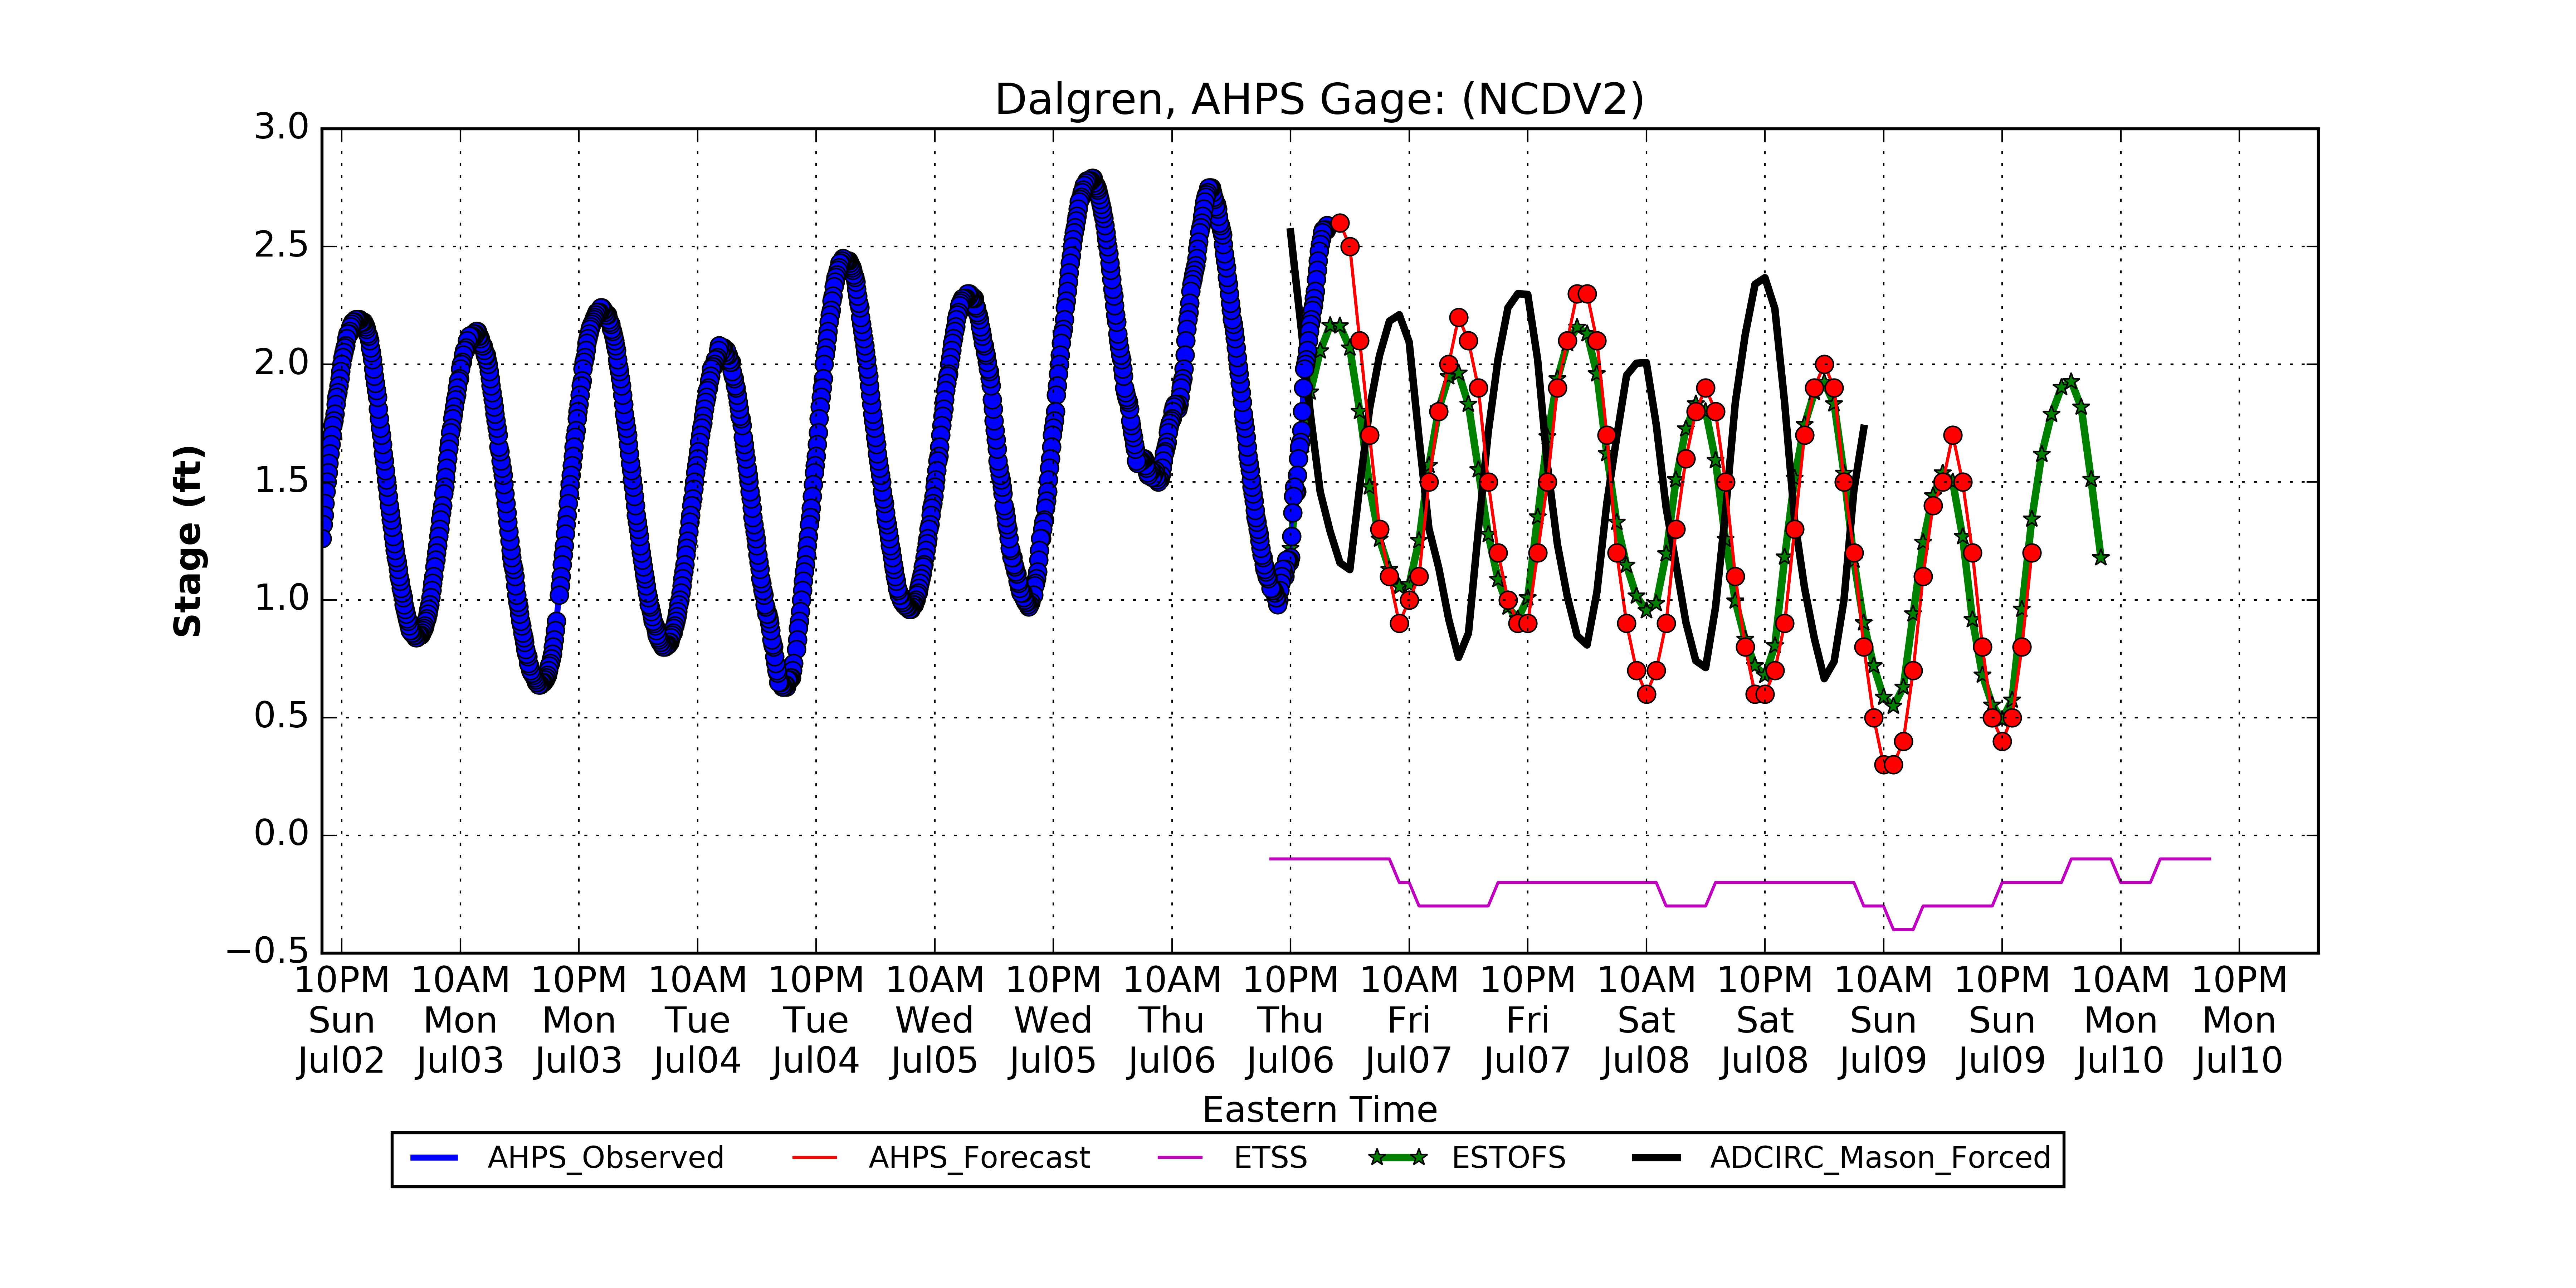 Dalgren, AHPS Gage: (NCDV2)
3.0
2.5
2.0
1.5
1.0
0.5
0.0
−0.5
Stage (ft)
10PM 10AM 10PM 10AM 10PM 10AM 10PM 10AM 10PM 10AM 10PM 10AM 10PM 10AM 10PM 10AM 10PM
Sun Mon Mon Tue Tue Wed Wed Thu Thu Fri Fri Sat Sat Sun Sun Mon Mon
Jul02 Jul03 Jul03 Jul04 Jul04 Jul05 Jul05 Jul06 Jul06 Jul07 Jul07 Jul08 Jul08 Jul09 Jul09 Jul10 Jul10
Eastern Time
AHPS_Observed AHPS_Forecast ETSS ESTOFS ADCIRC_Mason_Forced